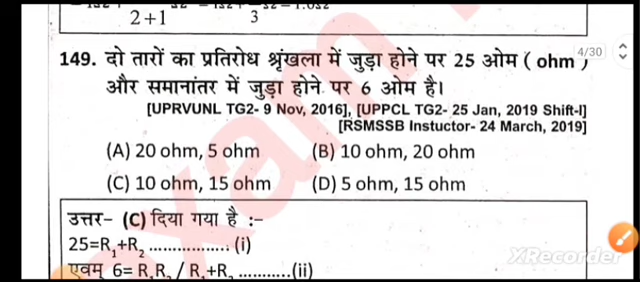 2+1 3
4/30
149. दो तारों का प्रतिरोध श्रृंखला में जुड़ा होने पर 25 ओम ( ohm )
और समानांतर में जुड़ा होने पर 6 ओम है।
[UPRVUNL TG2- 9 Nov, 2016], [UPPCL TG2- 25 Jan, 2019 Shift-I]
[RSMSSB Instuctor- 24 March, 2019]
(A) 20 ohm, 5 ohm (B) 10 ohm, 20 ohm
(C) 10 ohm, 15 ohm (D) 5 ohm, 15 ohm
उत्तर– (C) दिया गया है :–
25=R₁+R₂ ................. (i)
एवम् 6= R₁R₂ / R₁+R₂ ...........(ii)
XRecorder